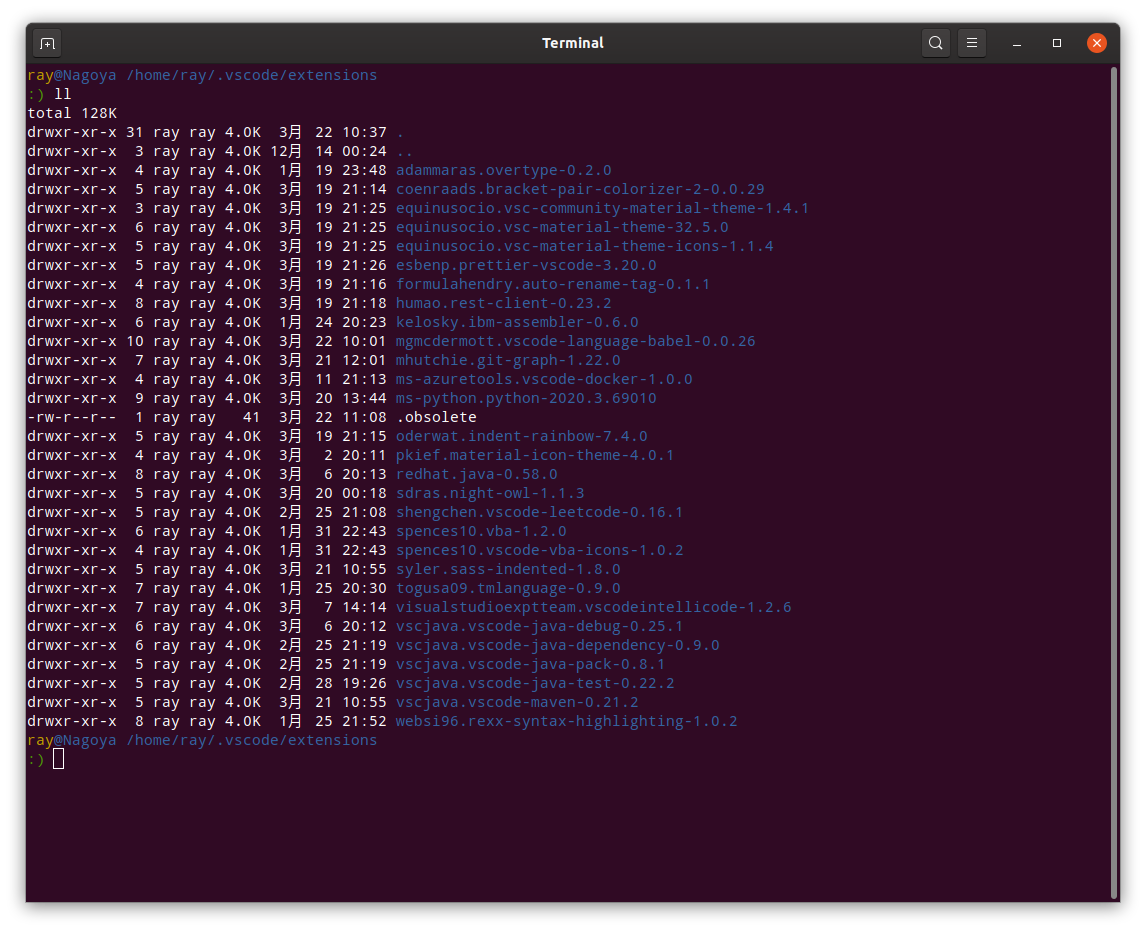 Terminal
ray@Nagoya /home/ray/.vscode/extensions
:) ll
total 128K
drwxr-xr-x 31 ray ray 4.0K  3月  22 10:37 .
drwxr-xr-x  3 ray ray 4.0K 12月  14 00:24 ..
drwxr-xr-x  4 ray ray 4.0K  1月  19 23:48 adammaras.overtype-0.2.0
drwxr-xr-x  5 ray ray 4.0K  3月  19 21:14 coenraads.bracket-pair-colorizer-2-0.0.29
drwxr-xr-x  3 ray ray 4.0K  3月  19 21:25 equinusocio.vsc-community-material-theme-1.4.1
drwxr-xr-x  6 ray ray 4.0K  3月  19 21:25 equinusocio.vsc-material-theme-32.5.0
drwxr-xr-x  5 ray ray 4.0K  3月  19 21:25 equinusocio.vsc-material-theme-icons-1.1.4
drwxr-xr-x  5 ray ray 4.0K  3月  19 21:26 esbenp.prettier-vscode-3.20.0
drwxr-xr-x  4 ray ray 4.0K  3月  19 21:16 formulahendry.auto-rename-tag-0.1.1
drwxr-xr-x  8 ray ray 4.0K  3月  19 21:18 humao.rest-client-0.23.2
drwxr-xr-x  6 ray ray 4.0K  1月  24 20:23 kelosky.ibm-assembler-0.6.0
drwxr-xr-x 10 ray ray 4.0K  3月  22 10:01 mgmcdermott.vscode-language-babel-0.0.26
drwxr-xr-x  7 ray ray 4.0K  3月  21 12:01 mhutchie.git-graph-1.22.0
drwxr-xr-x  4 ray ray 4.0K  3月  11 21:13 ms-azuretools.vscode-docker-1.0.0
drwxr-xr-x  9 ray ray 4.0K  3月  20 13:44 ms-python.python-2020.3.69010
-rw-r--r--  1 ray ray   41  3月  22 11:08 .obsolete
drwxr-xr-x  5 ray ray 4.0K  3月  19 21:15 oderwat.indent-rainbow-7.4.0
drwxr-xr-x  4 ray ray 4.0K  3月   2 20:11 pkief.material-icon-theme-4.0.1
drwxr-xr-x  8 ray ray 4.0K  3月   6 20:13 redhat.java-0.58.0
drwxr-xr-x  5 ray ray 4.0K  3月  20 00:18 sdras.night-owl-1.1.3
drwxr-xr-x  5 ray ray 4.0K  2月  25 21:08 shengchen.vscode-leetcode-0.16.1
drwxr-xr-x  6 ray ray 4.0K  1月  31 22:43 spences10.vba-1.2.0
drwxr-xr-x  4 ray ray 4.0K  1月  31 22:43 spences10.vscode-vba-icons-1.0.2
drwxr-xr-x  5 ray ray 4.0K  3月  21 10:55 syler.sass-indented-1.8.0
drwxr-xr-x  7 ray ray 4.0K  1月  25 20:30 togusa09.tmlanguage-0.9.0
drwxr-xr-x  7 ray ray 4.0K  3月   7 14:14 visualstudioexptteam.vscodeintellicode-1.2.6
drwxr-xr-x  6 ray ray 4.0K  3月   6 20:12 vscjava.vscode-java-debug-0.25.1
drwxr-xr-x  6 ray ray 4.0K  2月  25 21:19 vscjava.vscode-java-dependency-0.9.0
drwxr-xr-x  5 ray ray 4.0K  2月  25 21:19 vscjava.vscode-java-pack-0.8.1
drwxr-xr-x  5 ray ray 4.0K  2月  28 19:26 vscjava.vscode-java-test-0.22.2
drwxr-xr-x  5 ray ray 4.0K  3月  21 10:55 vscjava.vscode-maven-0.21.2
drwxr-xr-x  8 ray ray 4.0K  1月  25 21:52 websi96.rexx-syntax-highlighting-1.0.2
ray@Nagoya /home/ray/.vscode/extensions
:)